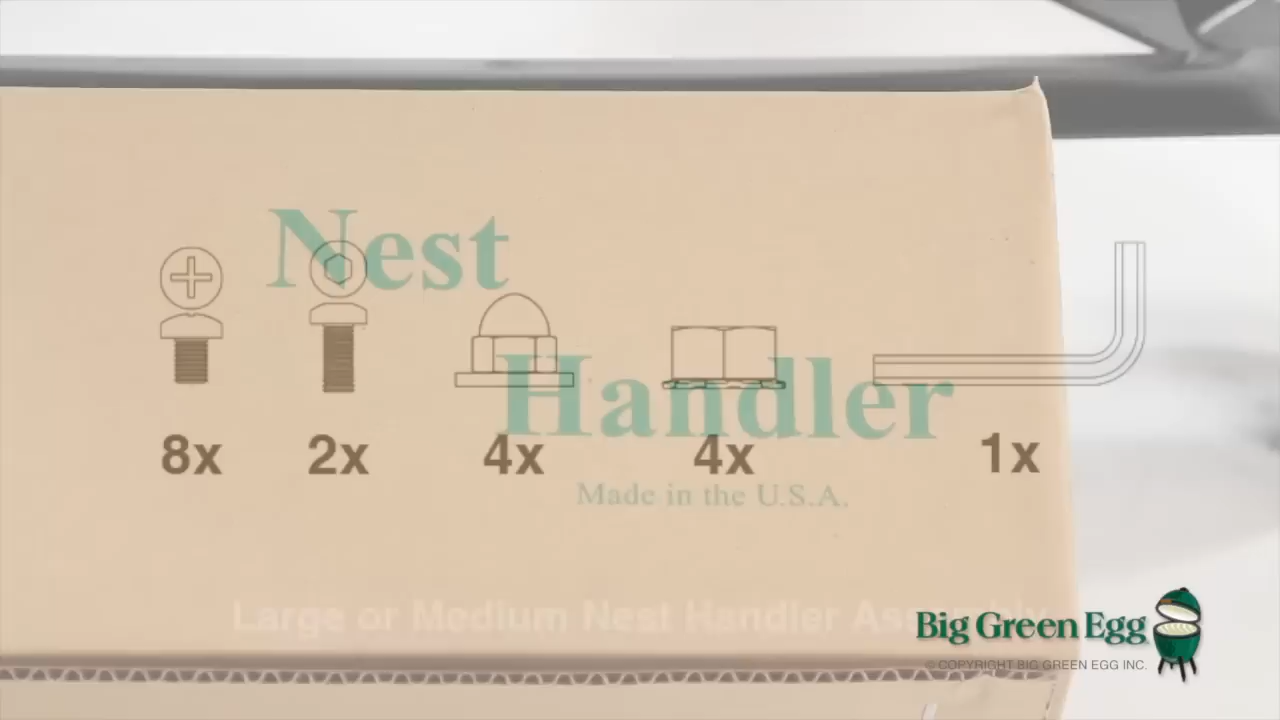 Nest
Handler
8x 2x 4x 4x 1x
Made in the U.S.A.
Large or Medium Nest Handler Assembly
Big Green Egg
© COPYRIGHT BIG GREEN EGG INC.